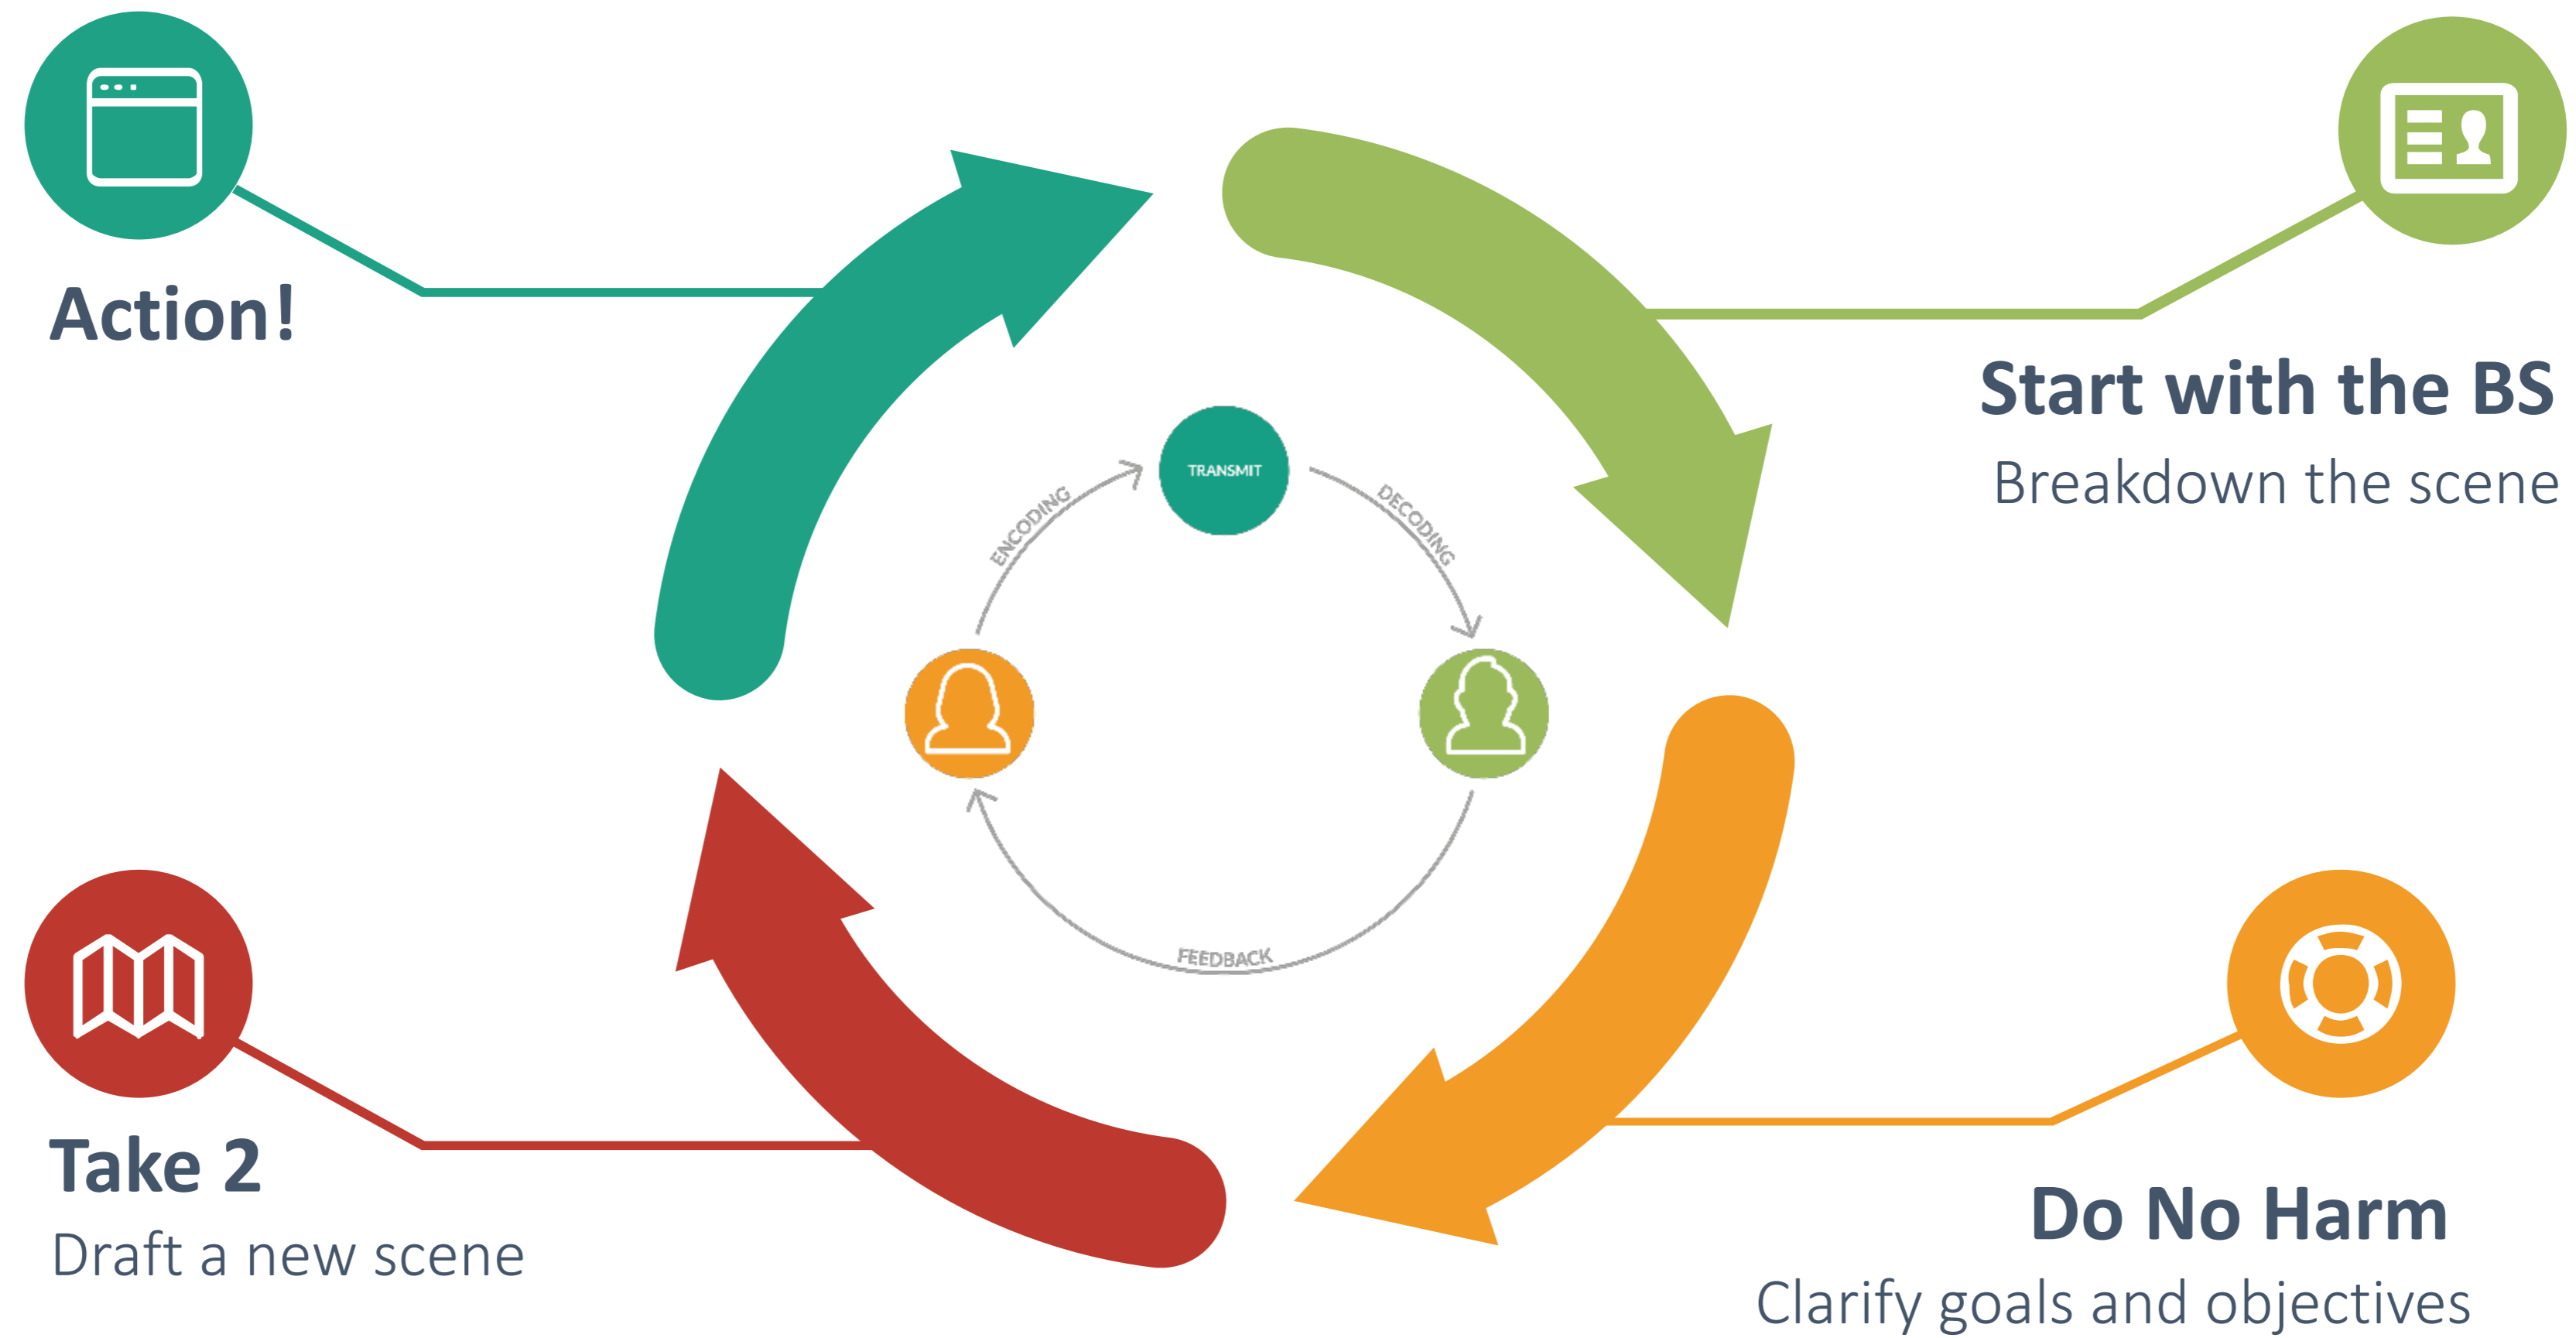 Action!
Start with the BS
Breakdown the scene
TRANSMIT
ENCODING
DECODING
FEEDBACK
Take 2
Draft a new scene
Do No Harm
Clarify goals and objectives